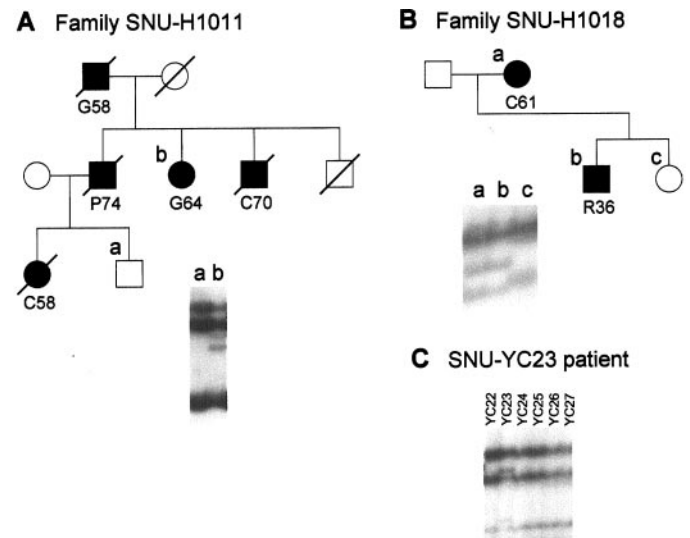 A Family SNU-H1011
G58
b
P74
G64
C70
a
C58
a b
B Family SNU-H1018
a
C61
b
c
R36
a b c
C SNU-YC23 patient
YC22
YC23
YC24
YC25
YC26
YC27